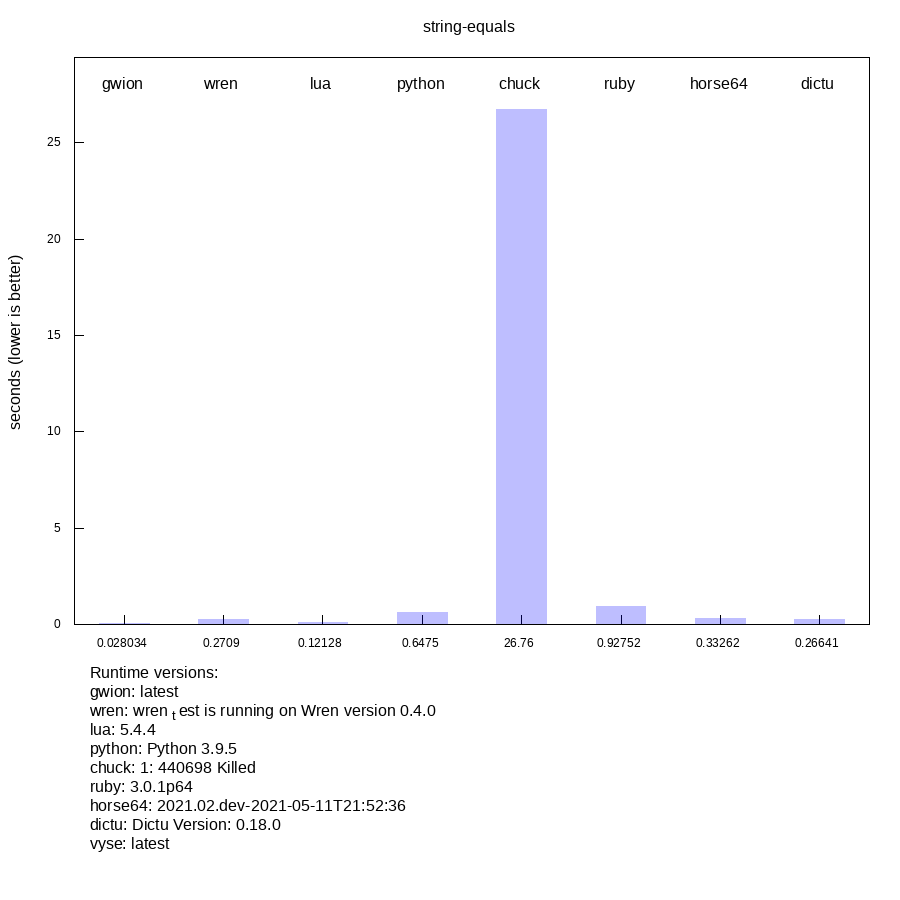 string-equals
gwion wren lua python chuck ruby horse64 dictu
25
20
15
10
5
0
seconds (lower is better)
0.028034 0.2709 0.12128 0.6475 26.76 0.92752 0.33262 0.26641
Runtime versions:
gwion: latest
wren: wren t est is running on Wren version 0.4.0
lua: 5.4.4
python: Python 3.9.5
chuck: 1: 440698 Killed
ruby: 3.0.1p64
horse64: 2021.02.dev-2021-05-11T21:52:36
dictu: Dictu Version: 0.18.0
vyse: latest